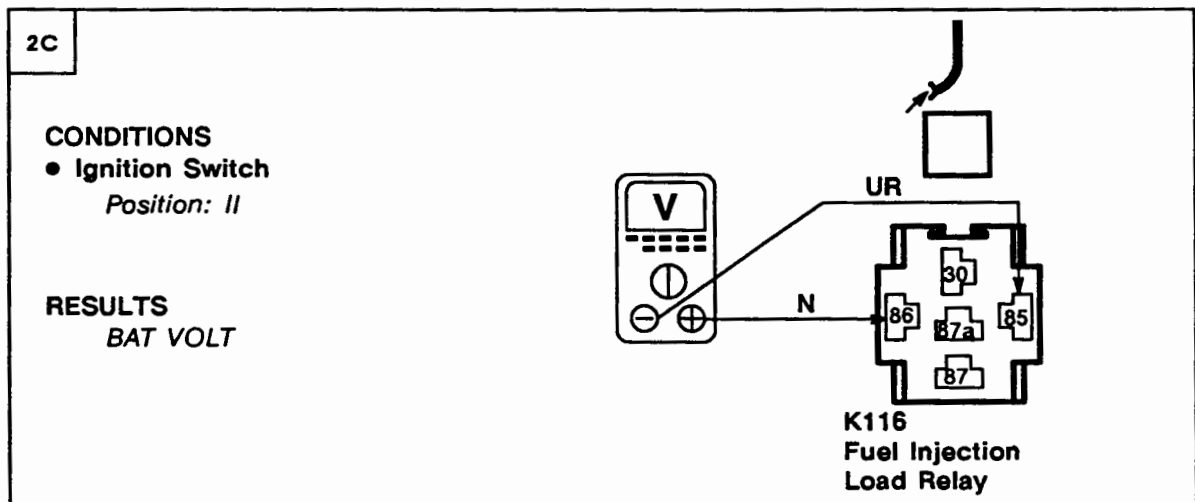 2C
CONDITIONS
● Ignition Switch
Position: II
RESULTS
BAT VOLT
V
UR
N
30
86
87a
85
87
K116
Fuel Injection
Load Relay